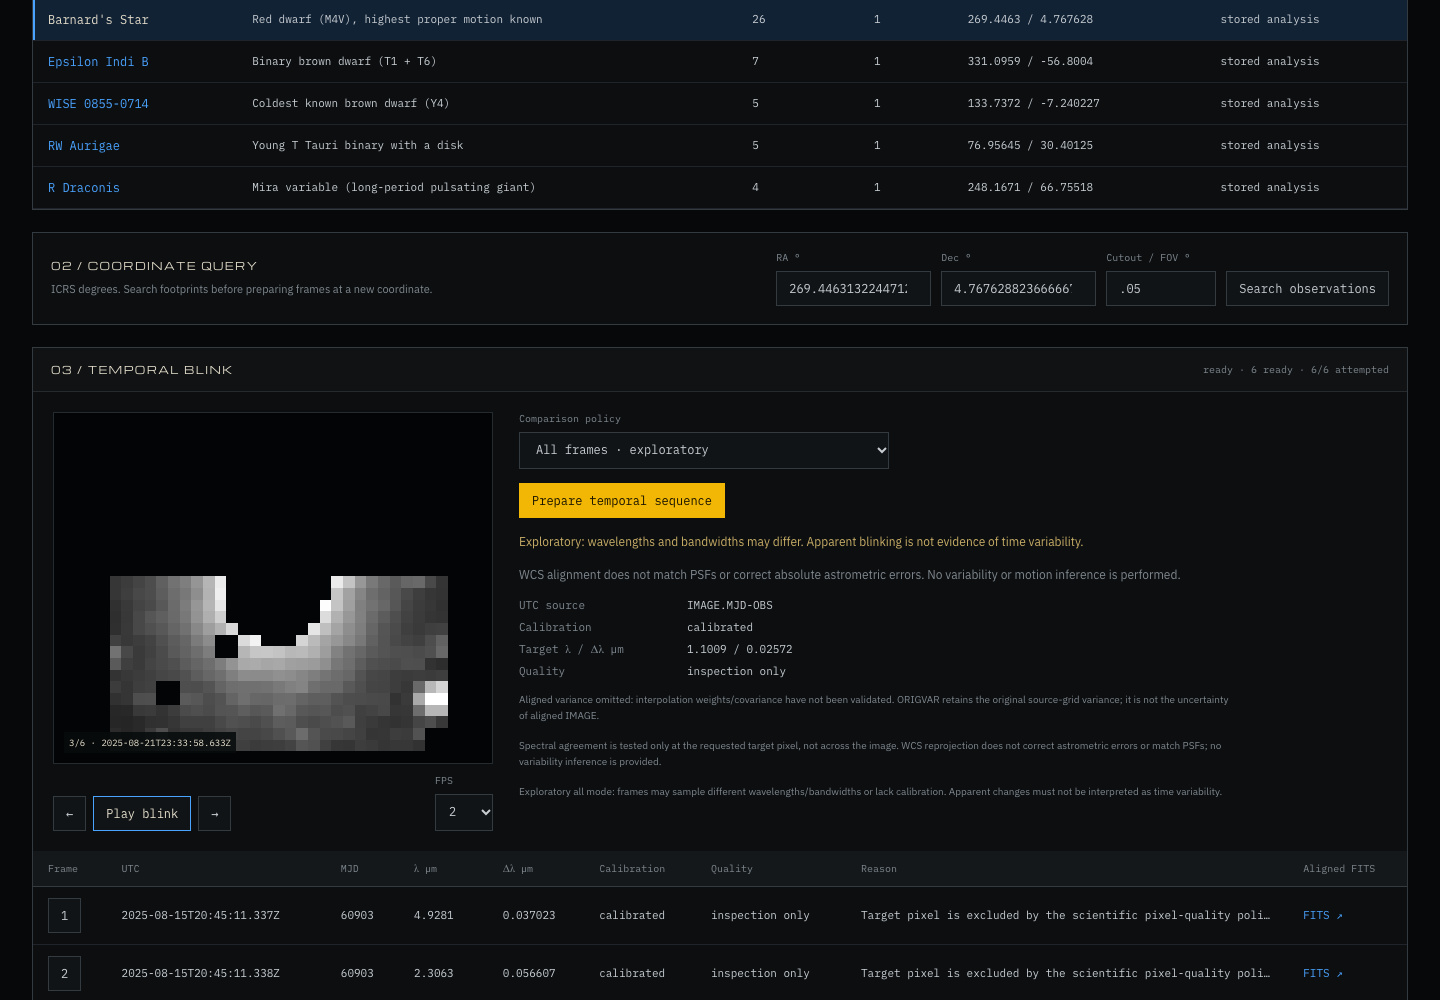 Barnard's Star Red dwarf (M4V), highest proper motion known 26 1 269.4463 / 4.767628 stored analysis
Epsilon Indi B Binary brown dwarf (T1 + T6) 7 1 331.0959 / -56.8004 stored analysis
WISE 0855-0714 Coldest known brown dwarf (Y4) 5 1 133.7372 / -7.240227 stored analysis
RW Aurigae Young T Tauri binary with a disk 5 1 76.95645 / 30.40125 stored analysis
R Draconis Mira variable (long-period pulsating giant) 4 1 248.1671 / 66.75518 stored analysis
02 / COORDINATE QUERY
ICRS degrees. Search footprints before preparing frames at a new coordinate.
RA ° Dec ° Cutout / FOV °
269.44631322447 4.7676288236666 .05 Search observations
03 / TEMPORAL BLINK
ready · 6 ready · 6/6 attempted
3/6 · 2025-08-21T23:33:58.633Z
← Play blink →
FPS
2
Comparison policy
All frames · exploratory
Prepare temporal sequence
Exploratory: wavelengths and bandwidths may differ. Apparent blinking is not evidence of time variability.
WCS alignment does not match PSFs or correct absolute astrometric errors. No variability or motion inference is performed.
UTC source IMAGE.MJD-OBS
Calibration calibrated
Target λ / Δλ μm 1.1009 / 0.02572
Quality inspection only
Aligned variance omitted: interpolation weights/covariance have not been validated. ORIGVAR retains the original source-grid variance; it is not the uncertainty
of aligned IMAGE.
Spectral agreement is tested only at the requested target pixel, not across the image. WCS reprojection does not correct astrometric errors or match PSFs; no
variability inference is provided.
Exploratory all mode: frames may sample different wavelengths/bandwidths or lack calibration. Apparent changes must not be interpreted as time variability.
Frame UTC MJD λ μm Δλ μm Calibration Quality Reason Aligned FITS
1 2025-08-15T20:45:11.337Z 60903 4.9281 0.037023 calibrated inspection only Target pixel is excluded by the scientific pixel-quality poli… FITS ↗
2 2025-08-15T20:45:11.338Z 60903 2.3063 0.056607 calibrated inspection only Target pixel is excluded by the scientific pixel-quality poli… FITS ↗